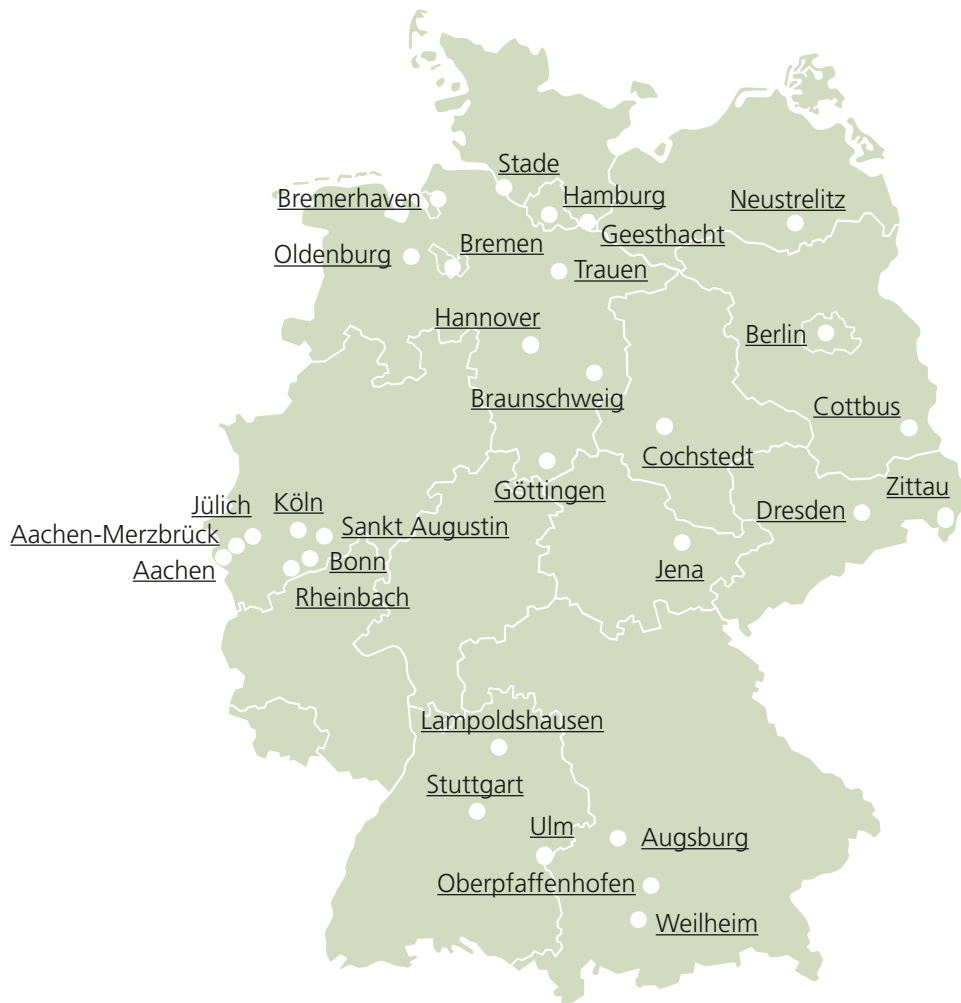 Stade
Bremerhaven
Hamburg
Neustrelitz
Geesthacht
Oldenburg
Bremen
Trauen
Hannover
Berlin
Braunschweig
Cottbus
Cochstedt
Göttingen
Zittau
Jülich
Köln
Dresden
Aachen-Merzbrück
Sankt Augustin
Aachen
Bonn
Jena
Rheinbach
Lampoldshausen
Stuttgart
Ulm
Augsburg
Oberpfaffenhofen
Weilheim